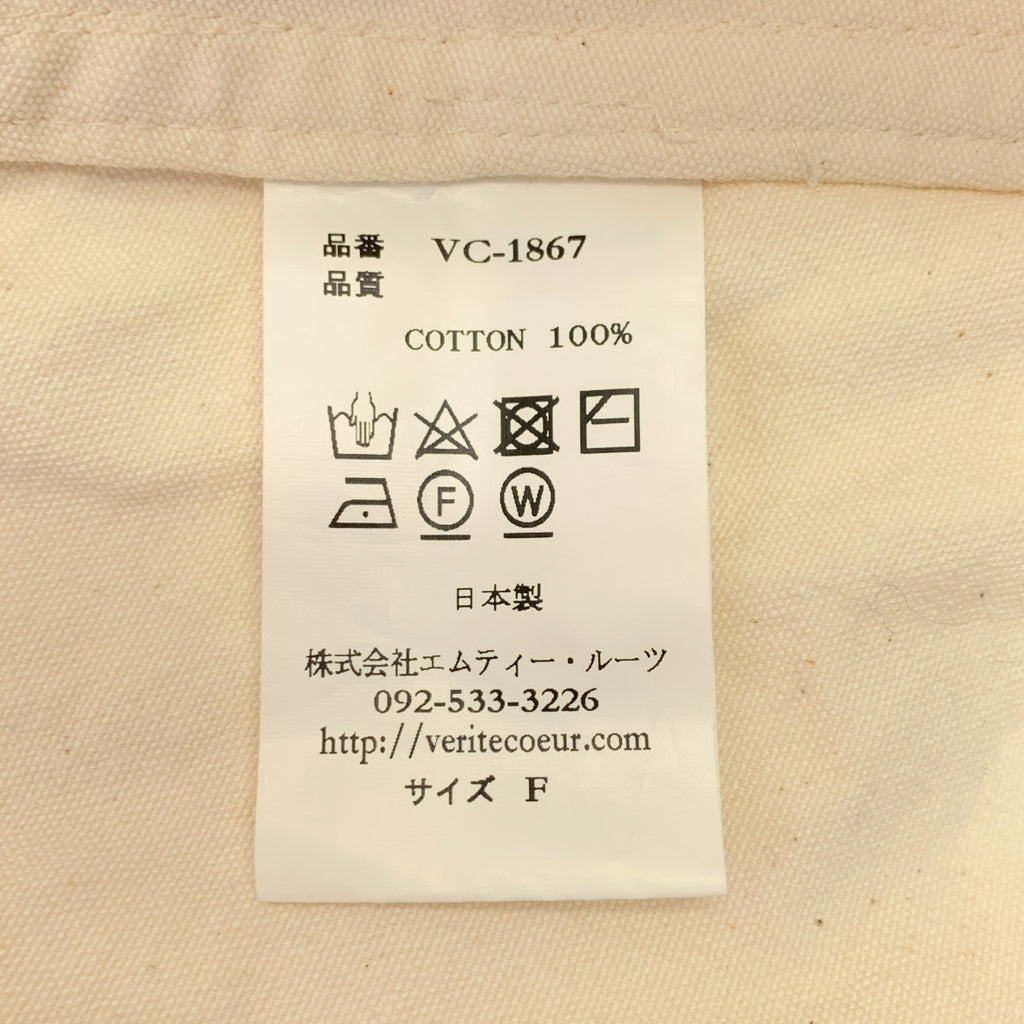 品番 VC-1867
品質
COTTON 100%
F W
日本製
株式会社エムティー・ルーツ
092-533-3226
http://veritecoeur.com
サイズ F